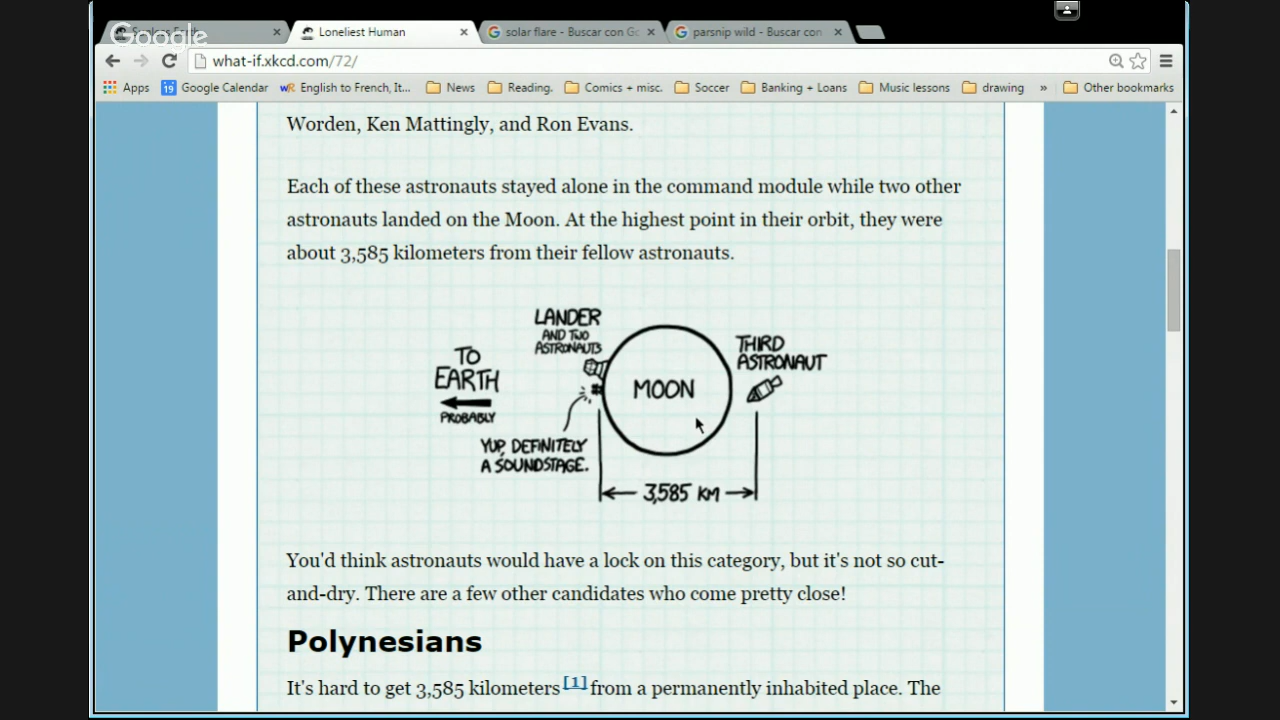 Google
Loneliest Human
solar flare - Buscar con Go
parsnip wild - Buscar con
what-if.xkcd.com/72/
Apps
19 Google Calendar
wR English to French, It...
News
Reading.
Comics + misc.
Soccer
Banking + Loans
Music lessons
drawing
»
Other bookmarks
Worden, Ken Mattingly, and Ron Evans.
Each of these astronauts stayed alone in the command module while two other
astronauts landed on the Moon. At the highest point in their orbit, they were
about 3,585 kilometers from their fellow astronauts.
LANDER
AND TWO
ASTRONAUTS
TO
EARTH
PROBABLY
MOON
THIRD
ASTRONAUT
YUP, DEFINITELY
A SOUNDSTAGE.
3,585 KM
You'd think astronauts would have a lock on this category, but it's not so cut-
and-dry. There are a few other candidates who come pretty close!
Polynesians
It's hard to get 3,585 kilometers[1] from a permanently inhabited place. The